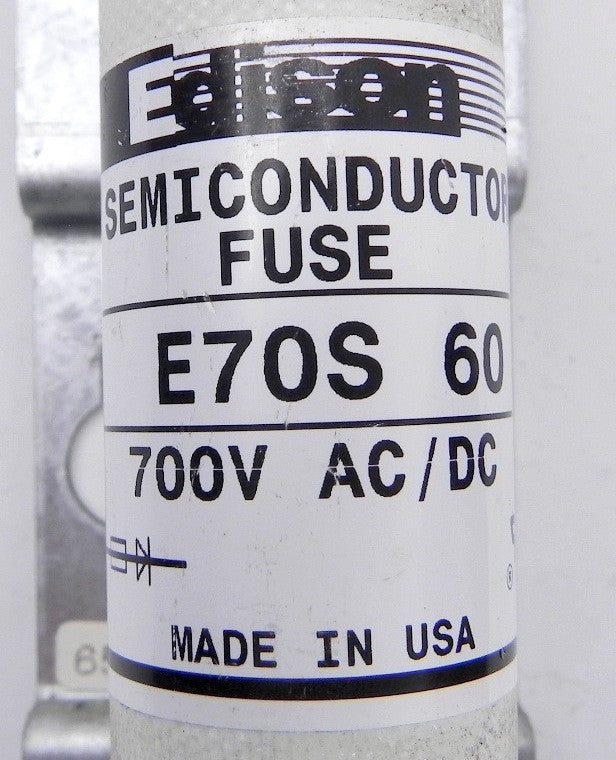 Edison
SEMICONDUCTOR
FUSE
E70S 60
700V AC/DC
MADE IN USA